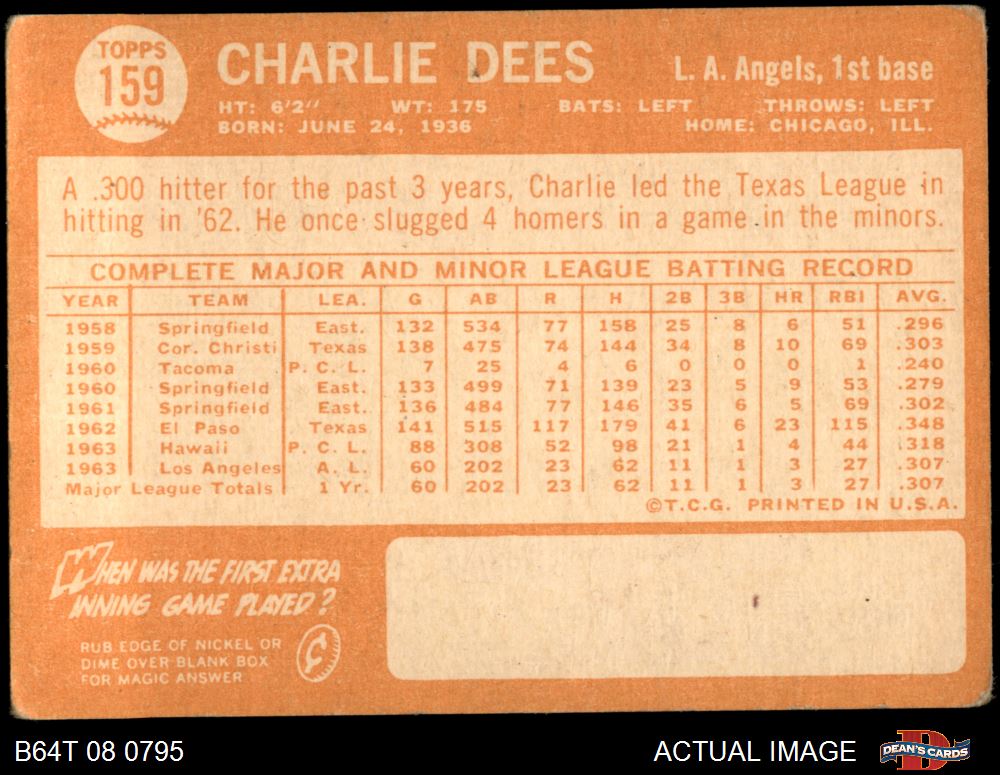 TOPPS
159
CHARLIE DEES
L. A. Angels, 1st base
HT: 6'2" WT: 175 BATS: LEFT THROWS: LEFT
BORN: JUNE 24, 1936 HOME: CHICAGO, ILL.
A .300 hitter for the past 3 years, Charlie led the Texas League in
hitting in '62. He once slugged 4 homers in a game in the minors.
COMPLETE MAJOR AND MINOR LEAGUE BATTING RECORD
YEAR TEAM LEA. G AB R H 2B 3B HR RBI AVG.
1958 Springfield East. 132 534 77 158 25 8 6 51 .296
1959 Cor. Christi Texas 138 475 74 144 34 8 10 69 .303
1960 Tacoma P. C. L. 7 25 4 6 0 0 0 1 .240
1960 Springfield East. 133 499 71 139 23 5 9 53 .279
1961 Springfield East. 136 484 77 146 35 6 5 69 .302
1962 El Paso Texas 141 515 117 179 41 6 23 115 .348
1963 Hawaii P. C. L. 88 308 52 98 21 1 4 44 .318
1963 Los Angeles A. L. 60 202 23 62 11 1 3 27 .307
Major League Totals 1 Yr. 60 202 23 62 11 1 3 27 .307
©T.C.G. PRINTED IN U.S.A.
WHEN WAS THE FIRST EXTRA
INNING GAME PLAYED?
RUB EDGE OF NICKEL OR
DIME OVER BLANK BOX
FOR MAGIC ANSWER
B64T 08 0795
ACTUAL IMAGE
D
DEAN'S CARDS